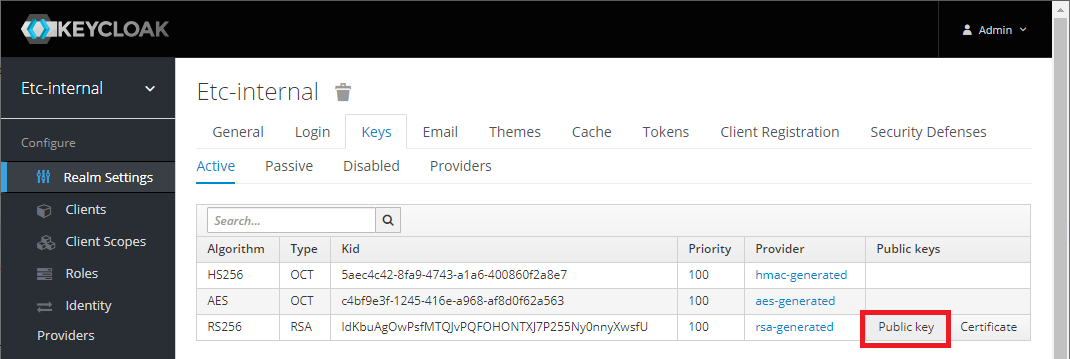 KEYCLOAK
Admin
Etc-internal
Configure
Realm Settings
Clients
Client Scopes
Roles
Identity
Providers
Etc-internal
General Login Keys Email Themes Cache Tokens Client Registration Security Defenses
Active Passive Disabled Providers
Search...
Algorithm Type Kid Priority Provider Public keys
HS256 OCT 5aec4c42-8fa9-4743-a1a6-400860f2a8e7 100 hmac-generated
AES OCT c4bf9e3f-1245-416e-a968-af8d0f62a563 100 aes-generated
RS256 RSA IdKbuAgOwPsfMTQJvPQFOHONTXJ7P255Ny0nnyXwsfU 100 rsa-generated Public key Certificate